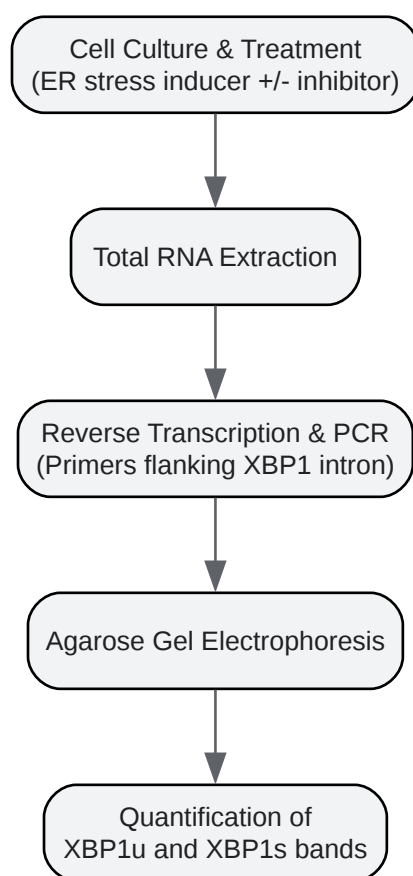 Cell Culture & Treatment
(ER stress inducer +/- inhibitor)
Total RNA Extraction
Reverse Transcription & PCR
(Primers flanking XBP1 intron)
Agarose Gel Electrophoresis
Quantification of
XBP1u and XBP1s bands